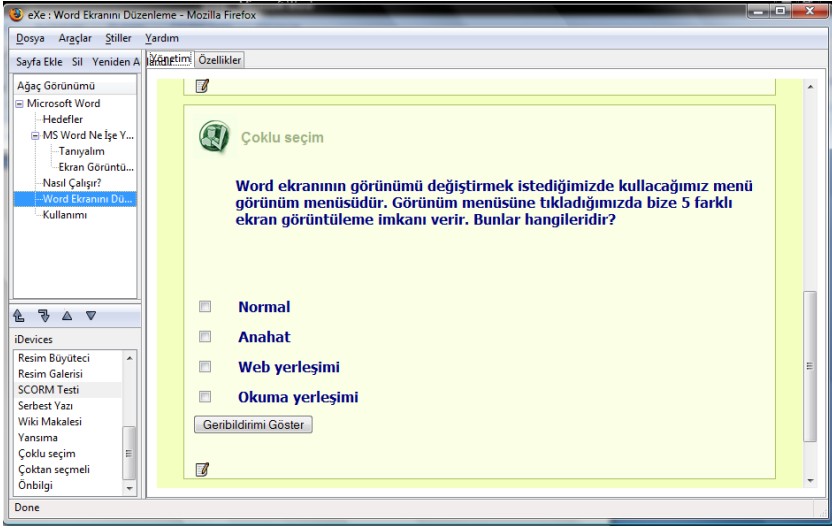 eXe : Word Ekranını Düzenleme - Mozilla Firefox
Dosya Araçlar Stiller Yardım
Sayfa Ekle Sil Yeniden A
Yönetim Özellikler
Ağaç Görünümü
Microsoft Word
Hedefler
MS Word Ne İşe Y...
Tanıyalım
Ekran Görüntü...
Nasıl Çalışır?
Word Ekranını Dü...
Kullanımı
iDevices
Resim Büyüteci
Resim Galerisi
SCORM Testi
Serbest Yazı
Wiki Makalesi
Yansıma
Çoklu seçim
Çoktan seçmeli
Önbilgi
Çoklu seçim
Word ekranının görünümü değiştirmek istediğimizde kullacağımız menü
görünüm menüsüdür. Görünüm menüsüne tıkladığımızda bize 5 farklı
ekran görüntüleme imkanı verir. Bunlar hangileridir?
Normal
Anahat
Web yerleşimi
Okuma yerleşimi
Geribildirimi Göster
Done